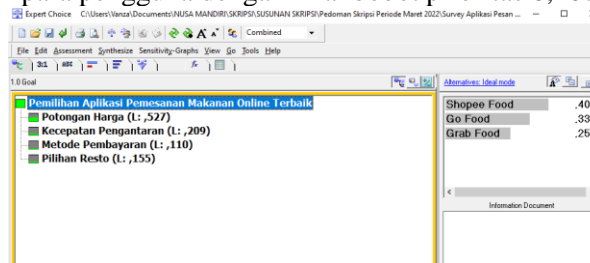 Expert Choice C:\Users\Vanza\Documents\NUSA MANDIRI\SKRIPSI\SUSUNAN SKRIPSI\Pedoman Skripsi Periode Maret 2022\Survey Aplikasi Pesan ...
Combined
File Edit Assessment Synthesize Sensitivity-Graphs View Go Tools Help
3:1 ABC
1.0 Goal
Alternatives: Ideal mode
Pemilihan Aplikasi Pemesanan Makanan Online Terbaik
Potongan Harga (L: ,527)
Kecepatan Pengantaran (L: ,209)
Metode Pembayaran (L: ,110)
Pilihan Resto (L: ,155)
Shopee Food ,40
Go Food ,33
Grab Food ,25
Information Document